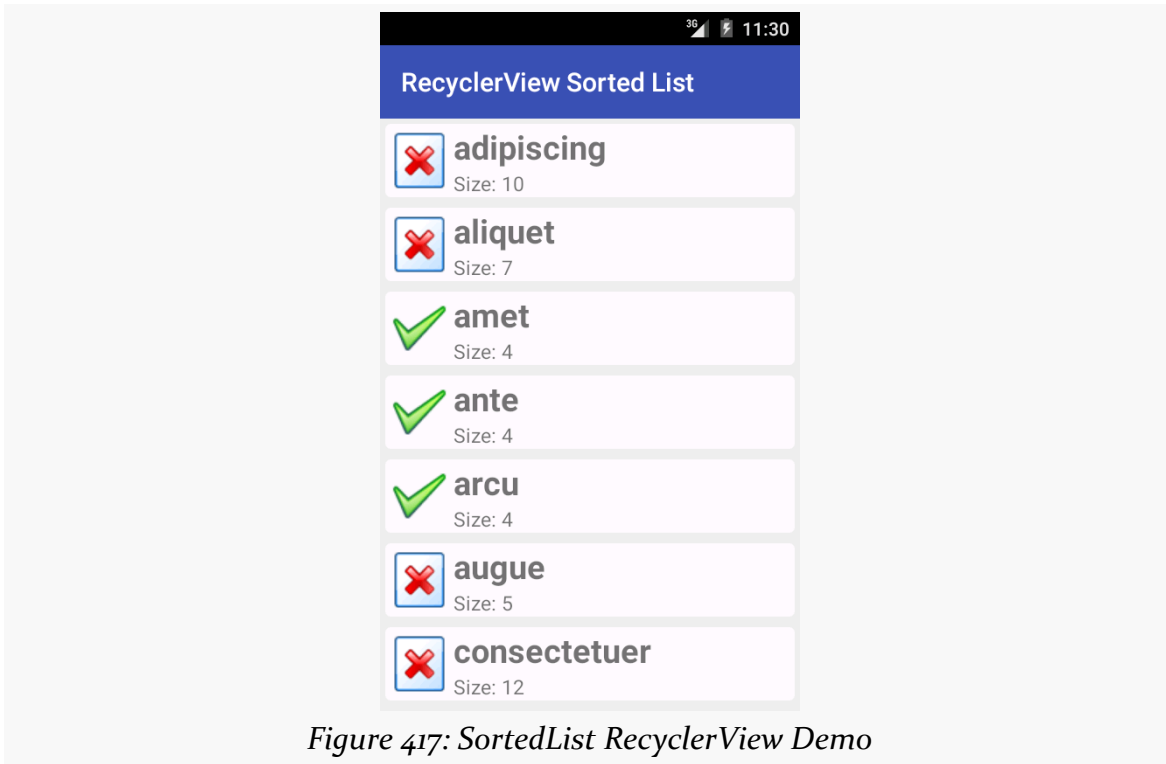 3G 11:30
RecyclerView Sorted List
adipiscing
Size: 10
aliquet
Size: 7
amet
Size: 4
ante
Size: 4
arcu
Size: 4
augue
Size: 5
consectetuer
Size: 12
Figure 417: SortedList RecyclerView Demo